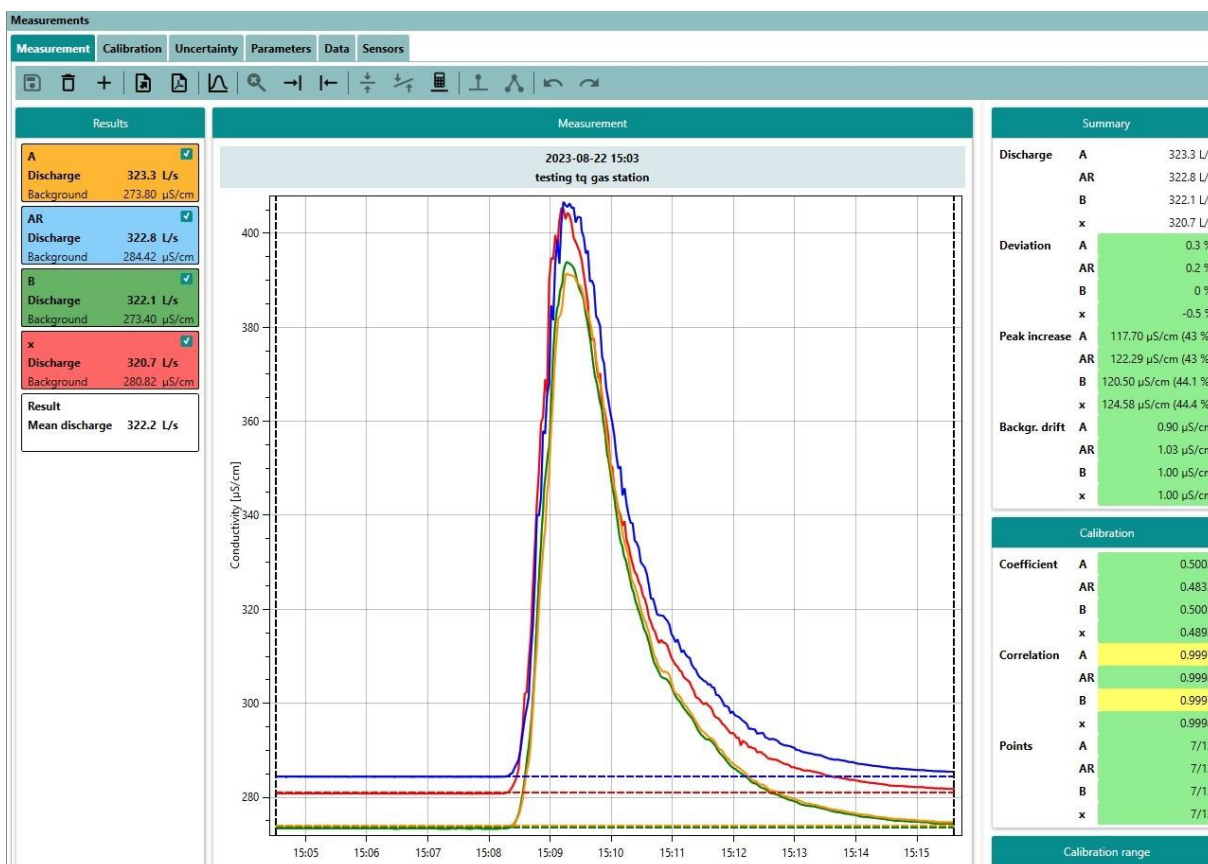 Measurements
Measurement Calibration Uncertainty Parameters Data Sensors
Results
A
Discharge 323.3 L/s
Background 273.80 µS/cm
AR
Discharge 322.8 L/s
Background 284.42 µS/cm
B
Discharge 322.1 L/s
Background 273.40 µS/cm
x
Discharge 320.7 L/s
Background 280.82 µS/cm
Result
Mean discharge 322.2 L/s
Measurement
2023-08-22 15:03
testing tq gas station
Conductivity [µS/cm]
400
380
360
340
320
300
280
15:05 15:06 15:07 15:08 15:09 15:10 15:11 15:12 15:13 15:14 15:15
Summary
Discharge A 323.3 L/
AR 322.8 L/
B 322.1 L/
x 320.7 L/
Deviation A 0.3 %
AR 0.2 %
B 0 %
x -0.5 %
Peak increase A 117.70 µS/cm (43 %
AR 122.29 µS/cm (43 %
B 120.50 µS/cm (44.1 %
x 124.58 µS/cm (44.4 %
Backgr. drift A 0.90 µS/cm
AR 1.03 µS/cm
B 1.00 µS/cm
x 1.00 µS/cm
Calibration
Coefficient A 0.500
AR 0.483
B 0.500
x 0.489
Correlation A 0.999
AR 0.999
B 0.999
x 0.999
Points A 7/1
AR 7/1
B 7/1
x 7/1
Calibration range